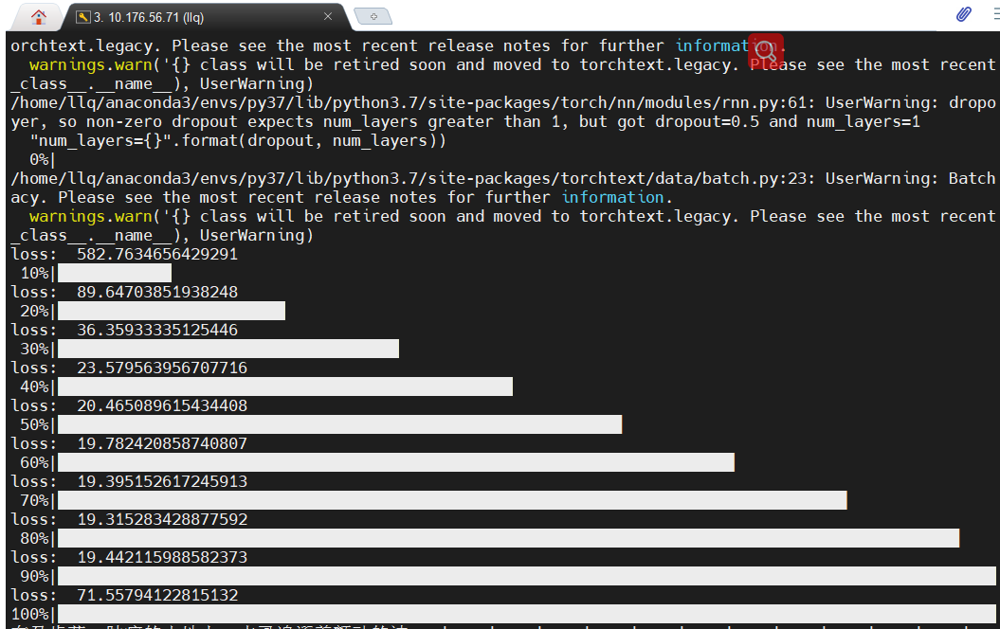 3. 10.176.56.71 (llq)
orchtext.legacy. Please see the most recent release notes for further information.
warnings.warn('{} class will be retired soon and moved to torchtext.legacy. Please see the most recent
_class__.__name__), UserWarning)
/home/llq/anaconda3/envs/py37/lib/python3.7/site-packages/torch/nn/modules/rnn.py:61: UserWarning: dropo
yer, so non-zero dropout expects num_layers greater than 1, but got dropout=0.5 and num_layers=1
"num_layers={}".format(dropout, num_layers))
0%|
/home/llq/anaconda3/envs/py37/lib/python3.7/site-packages/torchtext/data/batch.py:23: UserWarning: Batch
acy. Please see the most recent release notes for further information.
warnings.warn('{} class will be retired soon and moved to torchtext.legacy. Please see the most recent
_class__.__name__), UserWarning)
loss: 582.7634656429291
10%|
loss: 89.64703851938248
20%|
loss: 36.35933335125446
30%|
loss: 23.579563956707716
40%|
loss: 20.465089615434408
50%|
loss: 19.782420858740807
60%|
loss: 19.395152617245913
70%|
loss: 19.315283428877592
80%|
loss: 19.442115988582373
90%|
loss: 71.55794122815132
100%|